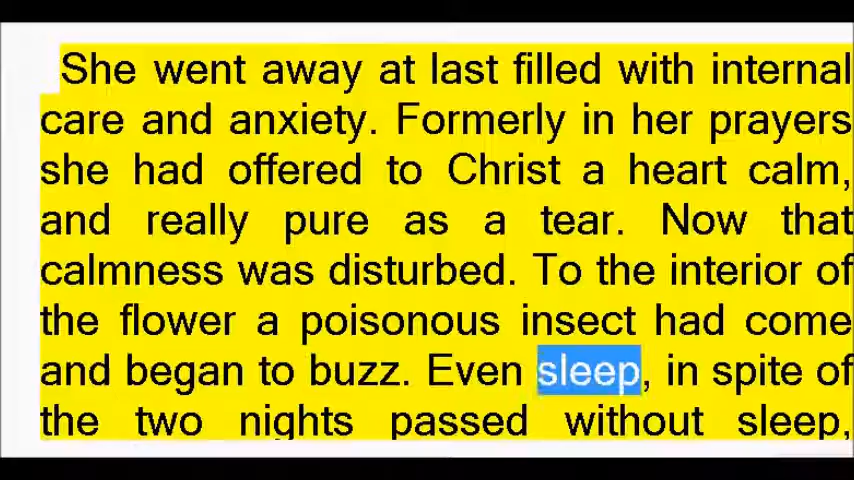 She went away at last filled with internal
care and anxiety. Formerly in her prayers
she had offered to Christ a heart calm,
and really pure as a tear. Now that
calmness was disturbed. To the interior of
the flower a poisonous insect had come
and began to buzz. Even sleep, in spite of
the two nights passed without sleep,